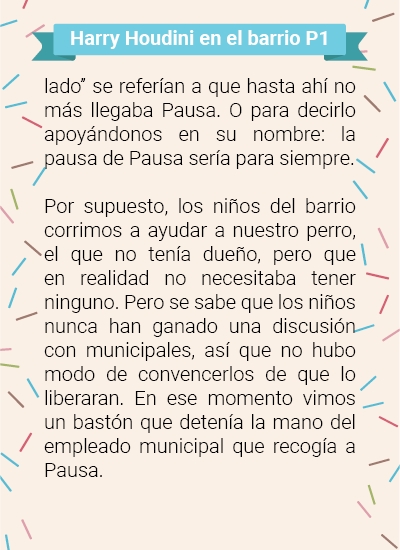 Harry Houdini en el barrio P1
lado” se referían a que hasta ahí no
más llegaba Pausa. O para decirlo
apoyándonos en su nombre: la
pausa de Pausa sería para siempre.
Por supuesto, los niños del barrio
corrimos a ayudar a nuestro perro,
el que no tenía dueño, pero que
en realidad no necesitaba tener
ninguno. Pero se sabe que los niños
nunca han ganado una discusión
con municipales, así que no hubo
modo de convencerlos de que lo
liberaran. En ese momento vimos
un bastón que detenía la mano del
empleado municipal que recogía a
Pausa.